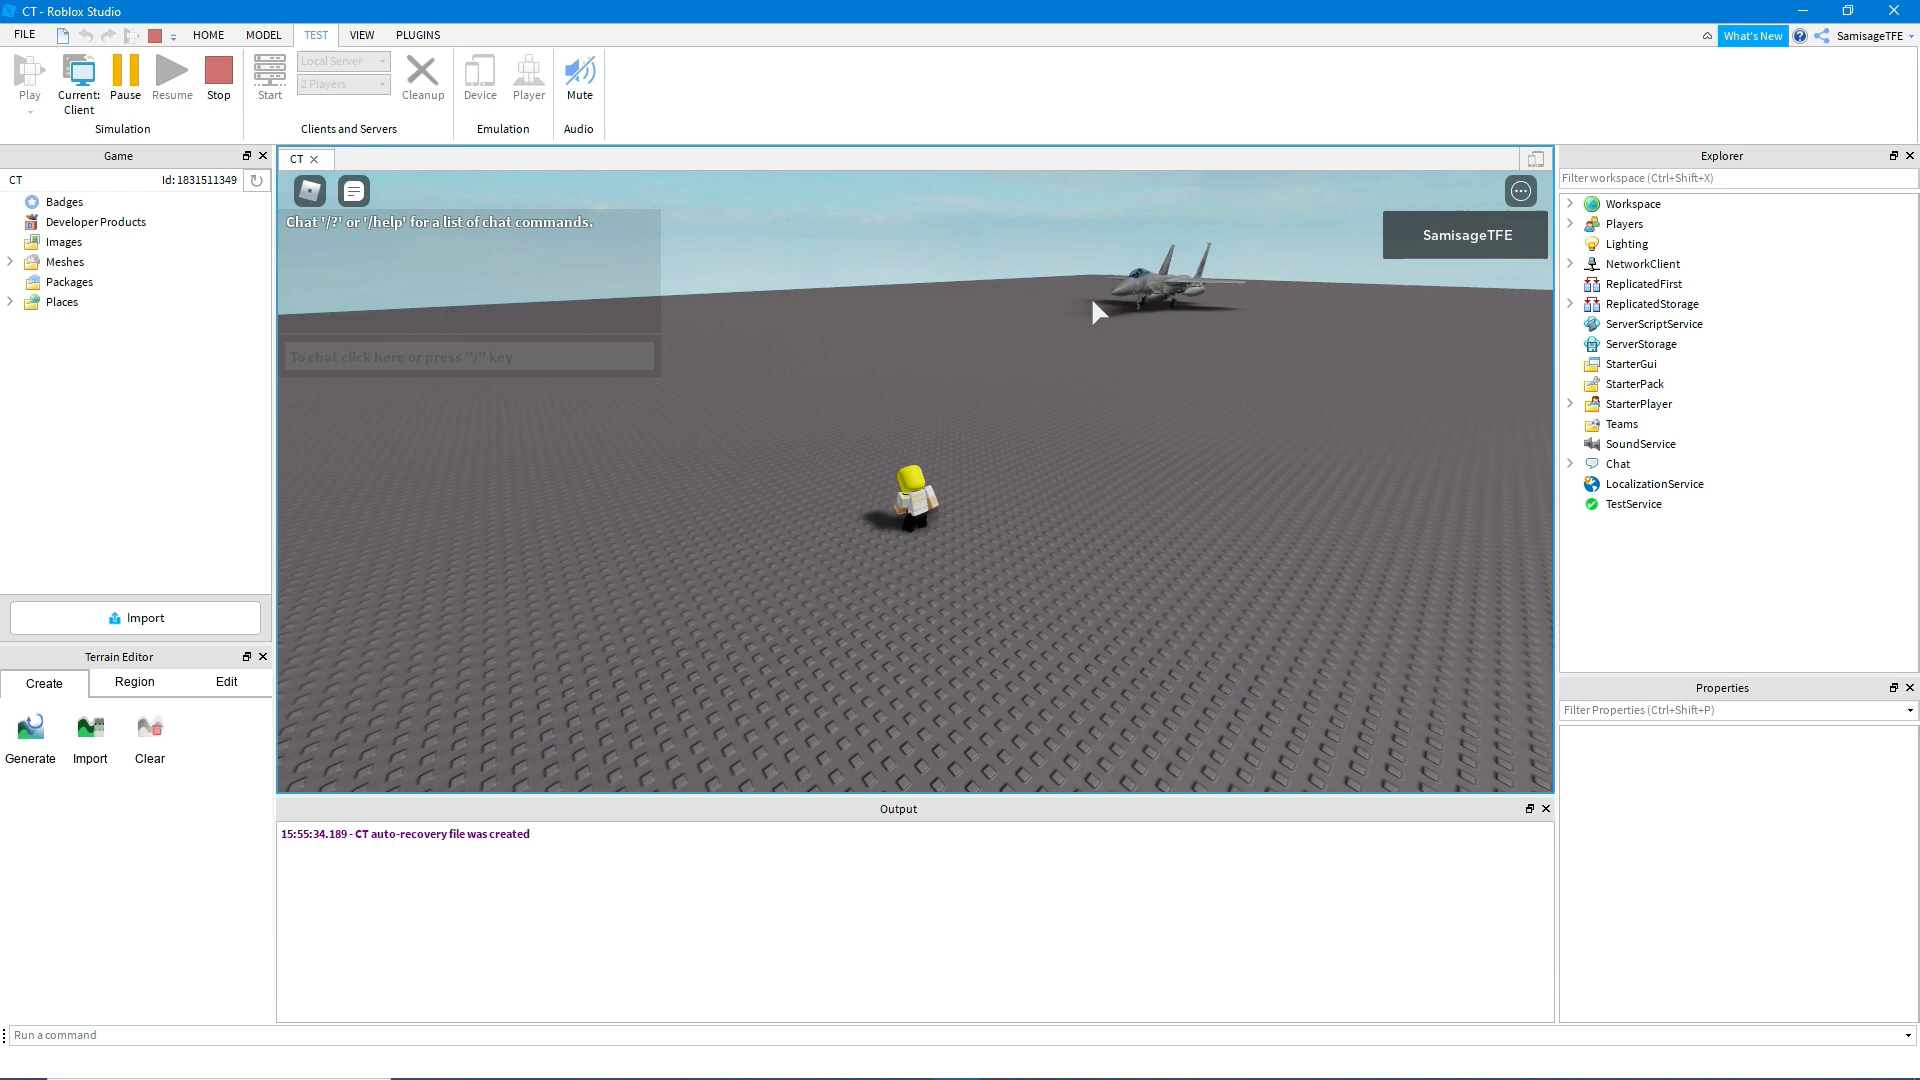 CT - Roblox Studio
FILE
HOME
MODEL
TEST
VIEW
PLUGINS
What's New
SamisageTFE
Play
Current:
Client
Pause
Resume
Stop
Simulation
Start
Local Server
2 Players
Cleanup
Clients and Servers
Device
Player
Emulation
Mute
Audio
Game
CT
Id: 1831511349
Badges
Developer Products
Images
Meshes
Packages
Places
Import
Terrain Editor
Create
Region
Edit
Generate
Import
Clear
CT
Chat '/?' or '/help' for a list of chat commands.
To chat click here or press "/" key
SamisageTFE
Output
15:55:34.189 - CT auto-recovery file was created
Explorer
Filter workspace (Ctrl+Shift+X)
Workspace
Players
Lighting
NetworkClient
ReplicatedFirst
ReplicatedStorage
ServerScriptService
ServerStorage
StarterGui
StarterPack
StarterPlayer
Teams
SoundService
Chat
LocalizationService
TestService
Properties
Filter Properties (Ctrl+Shift+P)
Run a command